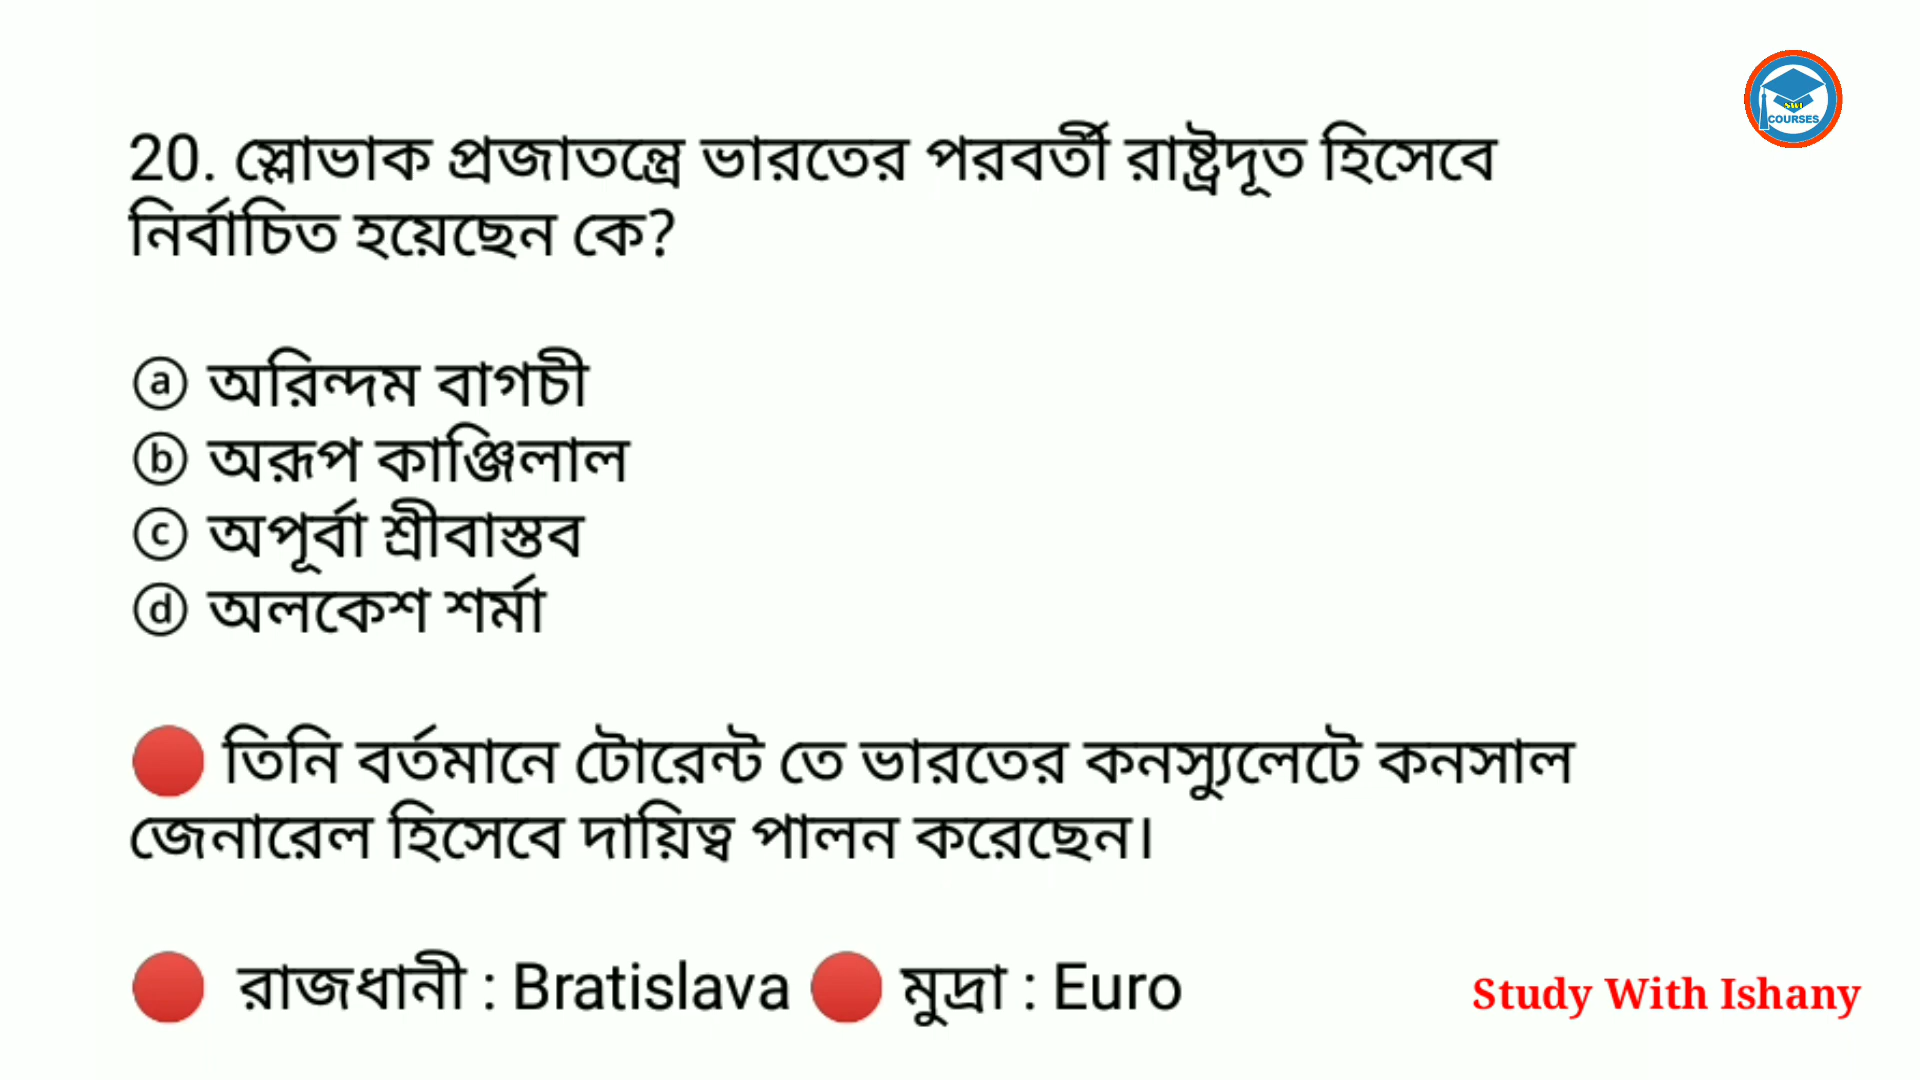 SWI
COURSES
20. স্লোভাক প্রজাতন্ত্রে ভারতের পরবর্তী রাষ্ট্রদূত হিসেবে
নির্বাচিত হয়েছেন কে?
ⓐ অরিন্দম বাগচী
ⓑ অরূপ কাঞ্জিলাল
ⓒ অপূর্বা শ্রীবাস্তব
ⓓ অলকেশ শর্মা
🔴 তিনি বর্তমানে টোরেন্ট তে ভারতের কনস্যুলেটে কনসাল
জেনারেল হিসেবে দায়িত্ব পালন করেছেন।
🔴 রাজধানী : Bratislava 🔴 মুদ্রা : Euro
Study With Ishany